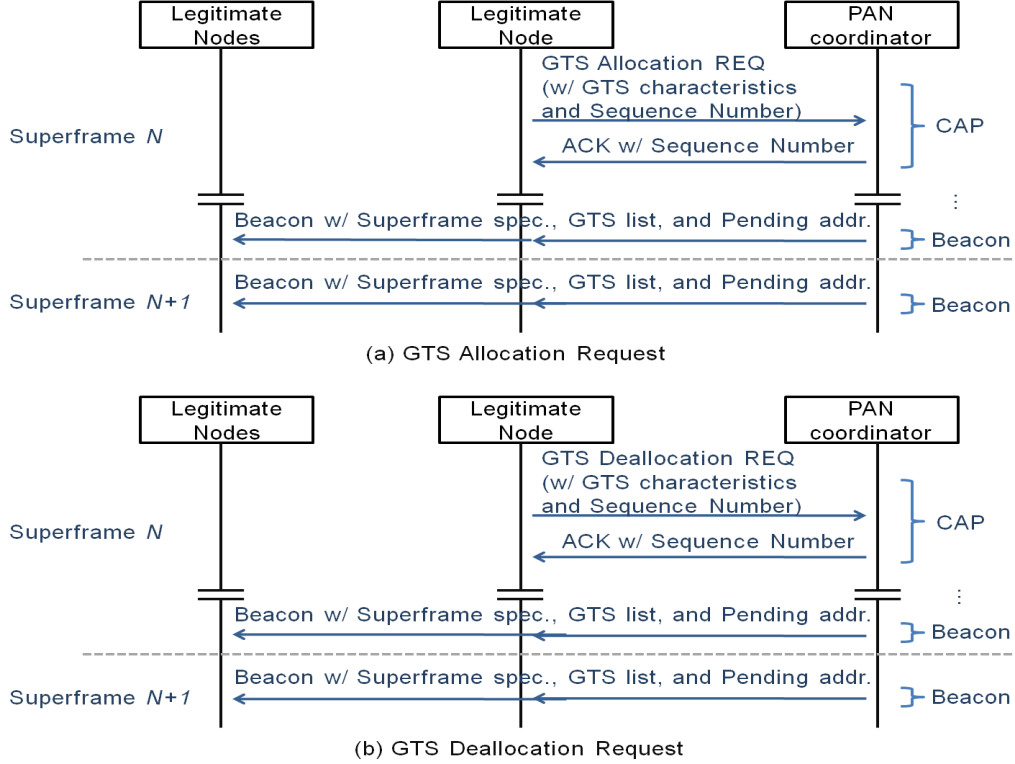 Legitimate Nodes
Legitimate Node
PAN coordinator
GTS Allocation REQ
(w/ GTS characteristics
and Sequence Number)
CAP
Superframe N
ACK w/ Sequence Number
⋮
Beacon w/ Superframe spec., GTS list, and Pending addr.
Beacon
Superframe N+1
Beacon w/ Superframe spec., GTS list, and Pending addr.
Beacon
(a) GTS Allocation Request
Legitimate Nodes
Legitimate Node
PAN coordinator
GTS Deallocation REQ
(w/ GTS characteristics
and Sequence Number)
CAP
Superframe N
ACK w/ Sequence Number
⋮
Beacon w/ Superframe spec., GTS list, and Pending addr.
Beacon
Superframe N+1
Beacon w/ Superframe spec., GTS list, and Pending addr.
Beacon
(b) GTS Deallocation Request